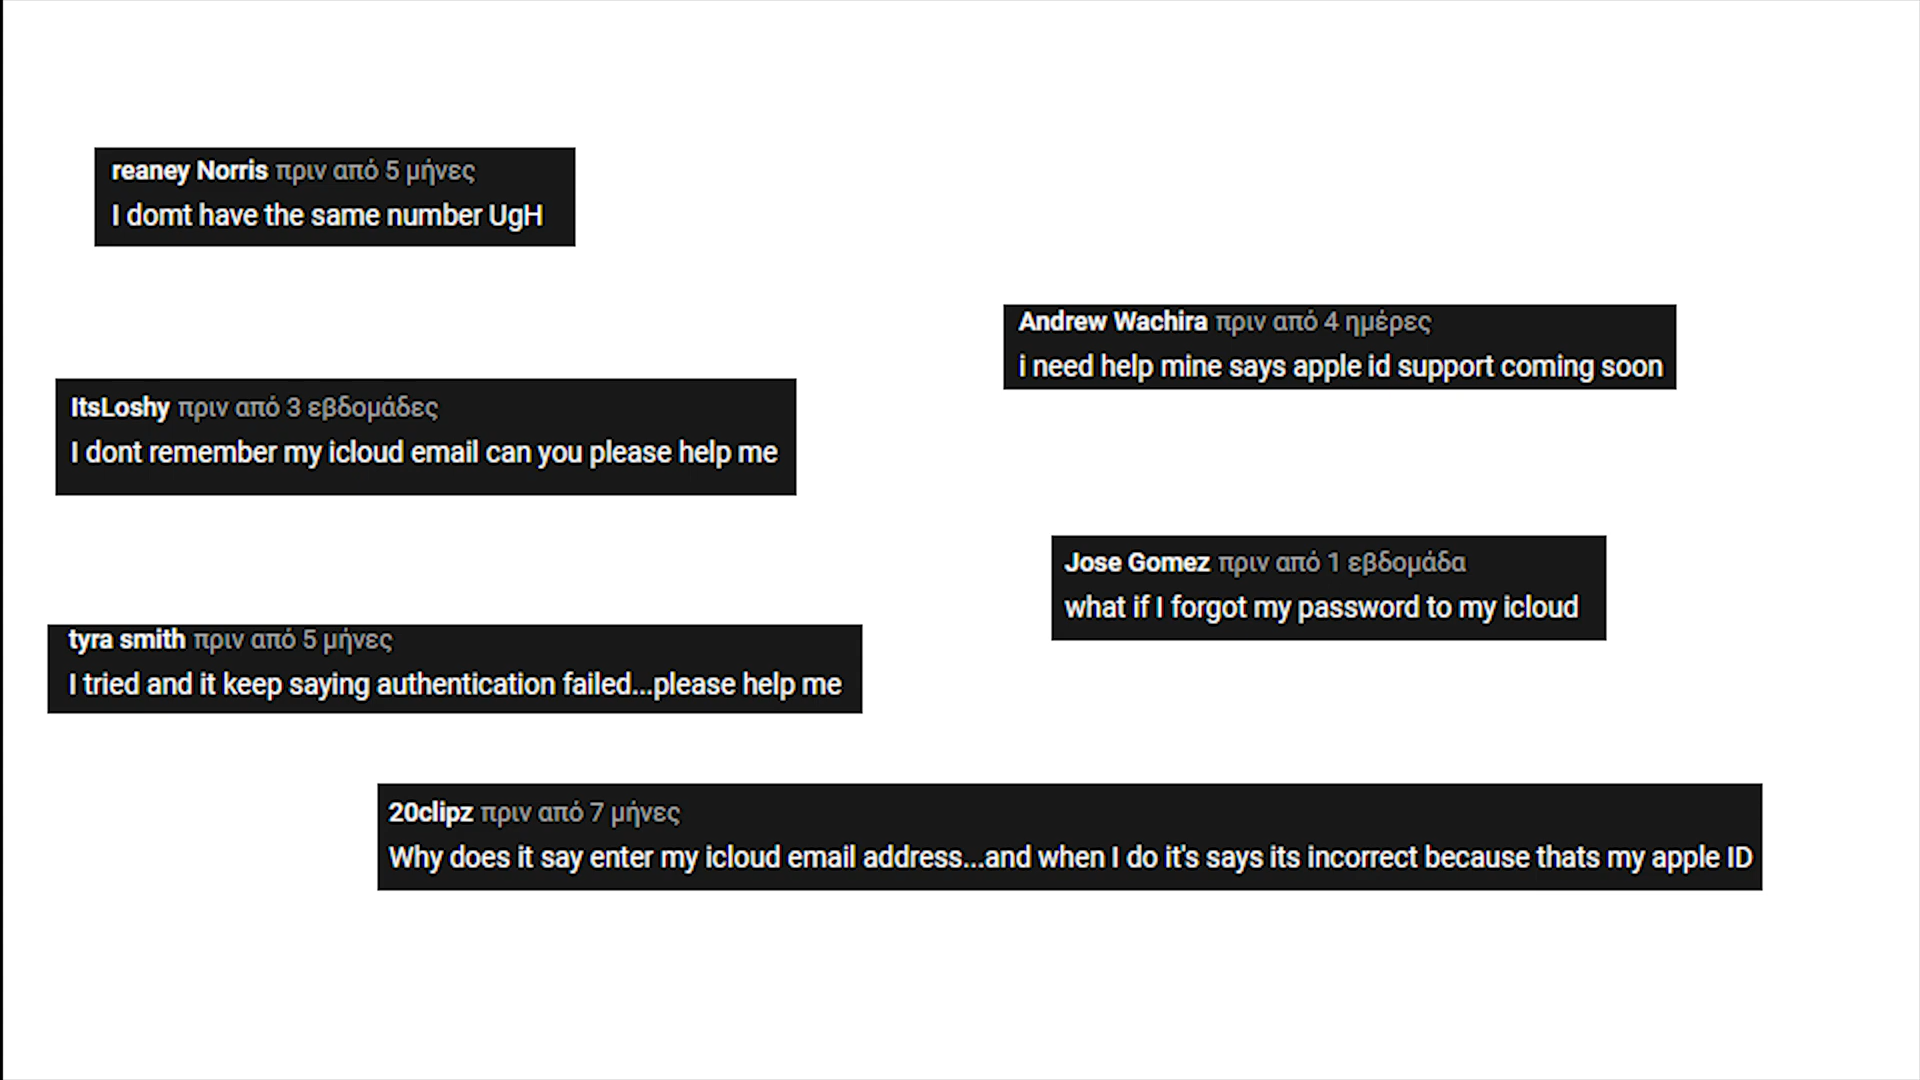 reaney Norris πριν από 5 μήνες
I domt have the same number UgH
Andrew Wachira πριν από 4 ημέρες
i need help mine says apple id support coming soon
ItsLoshy πριν από 3 εβδομάδες
I dont remember my icloud email can you please help me
Jose Gomez πριν από 1 εβδομάδα
what if I forgot my password to my icloud
tyra smith πριν από 5 μήνες
I tried and it keep saying authentication failed...please help me
20clipz πριν από 7 μήνες
Why does it say enter my icloud email address...and when I do it's says its incorrect because thats my apple ID